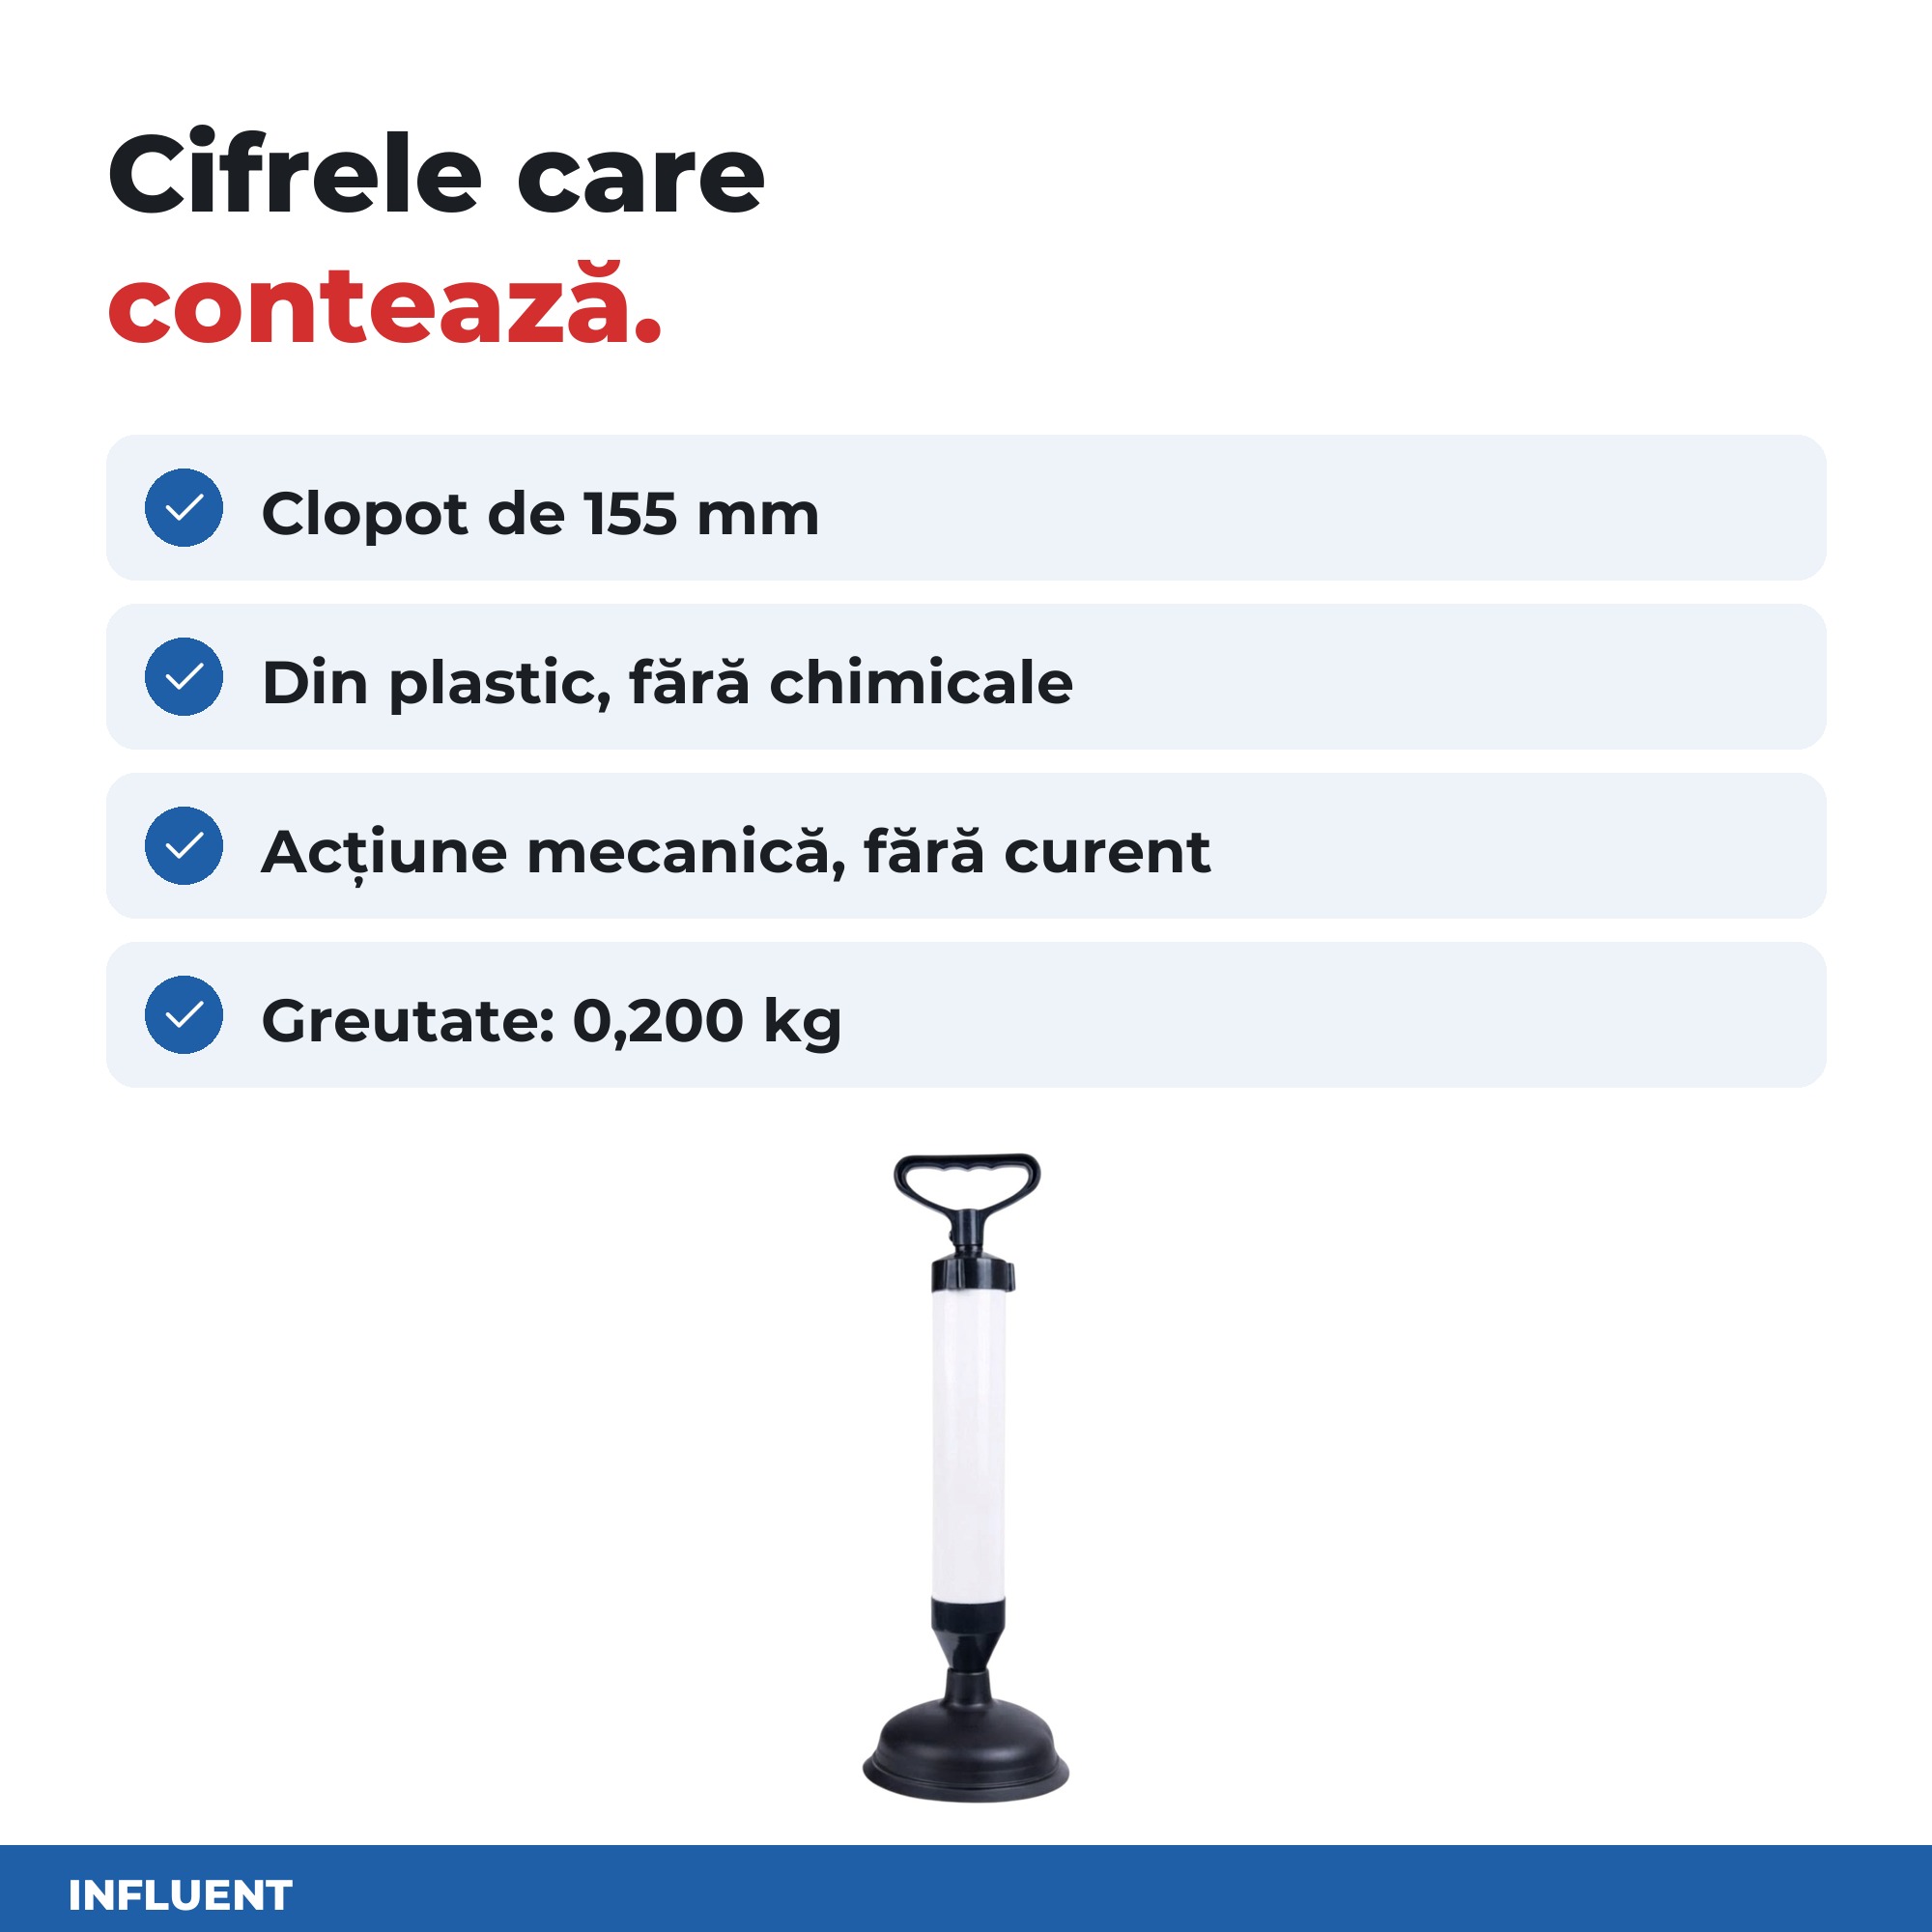 Cifrele care
contează.
Clopot de 155 mm
Din plastic, fără chimicale
Acțiune mecanică, fără curent
Greutate: 0,200 kg
INFLUENT